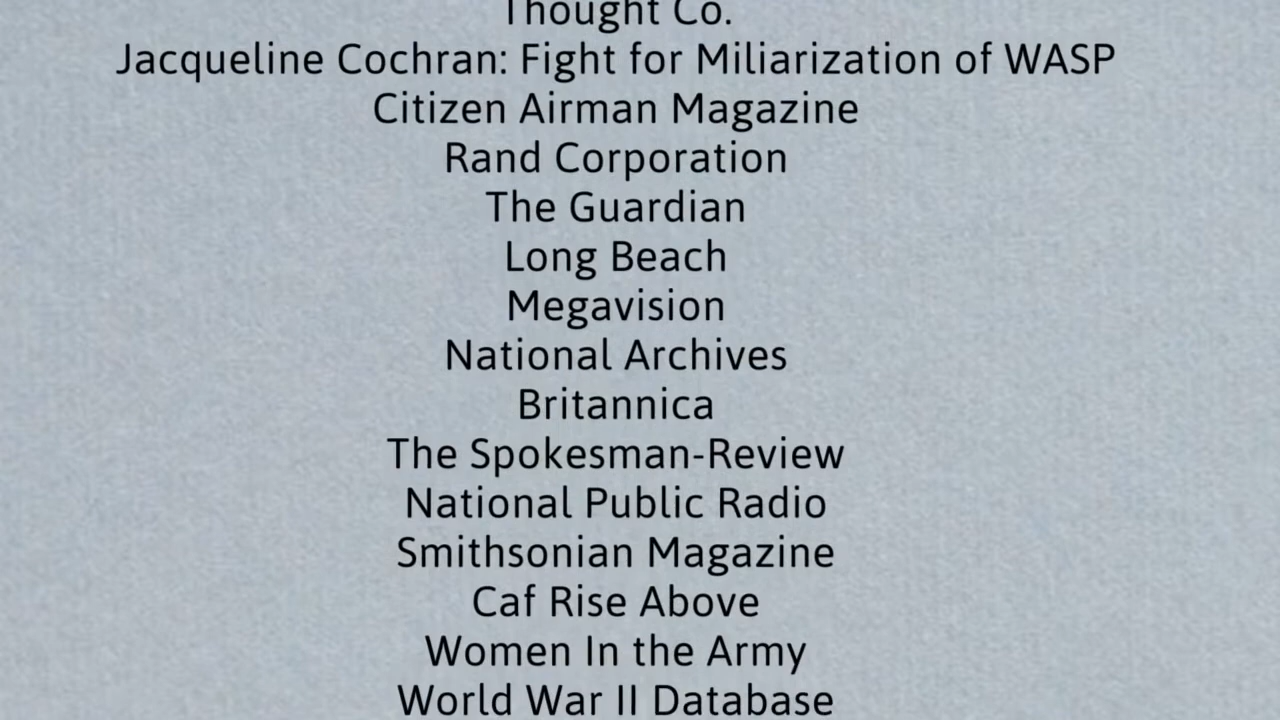 Thought Co.
Jacqueline Cochran: Fight for Miliarization of WASP
Citizen Airman Magazine
Rand Corporation
The Guardian
Long Beach
Megavision
National Archives
Britannica
The Spokesman-Review
National Public Radio
Smithsonian Magazine
Caf Rise Above
Women In the Army
World War II Database